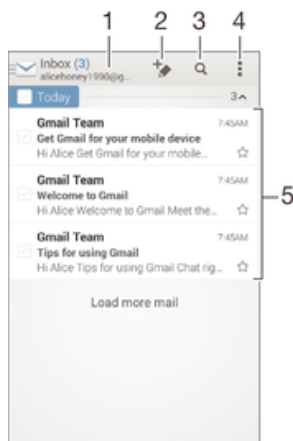 1 2 3 4
Inbox (3)
alicehoney1990@g...
Today 3
Gmail Team 7:45AM
Get Gmail for your mobile device
Hi Alice Get Gmail for your mobile...
Gmail Team 7:45AM
Welcome to Gmail
Hi Alice Welcome to Gmail Meet the...
5
Gmail Team 7:45AM
Tips for using Gmail
Hi Alice Tips for using Gmail Chat rig...
Load more mail